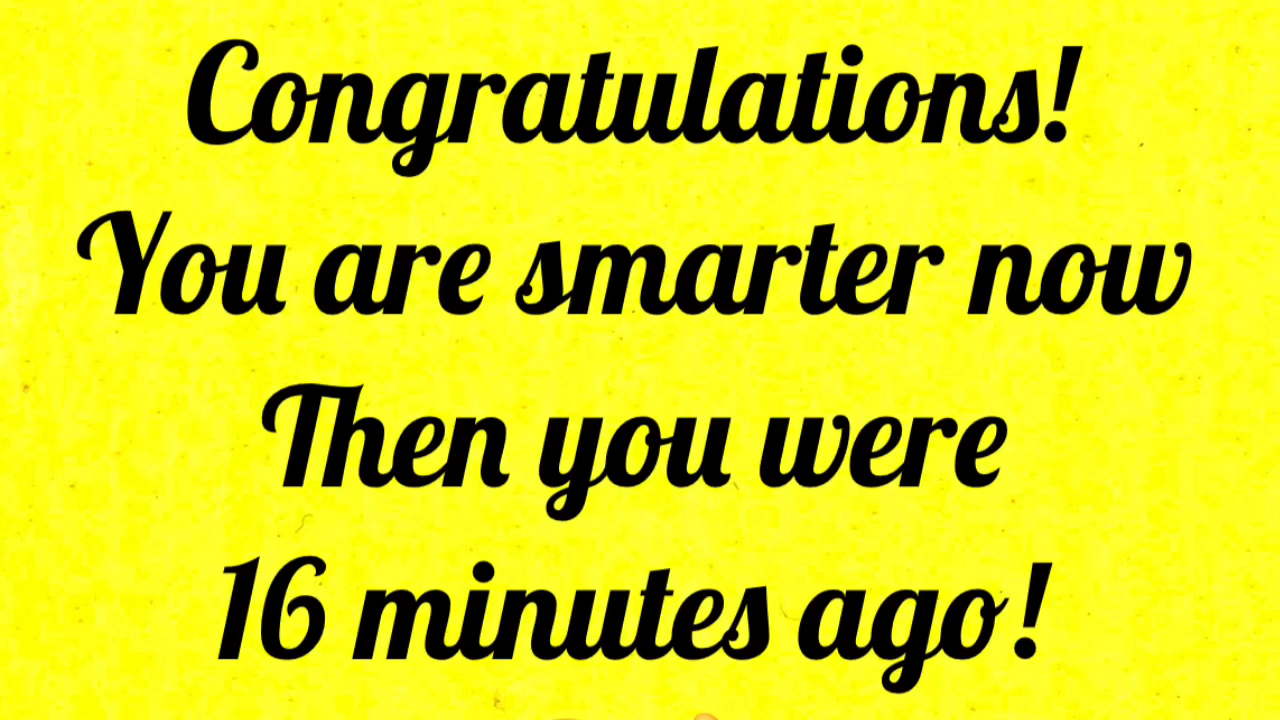 Congratulations!
You are smarter now
Then you were
16 minutes ago!